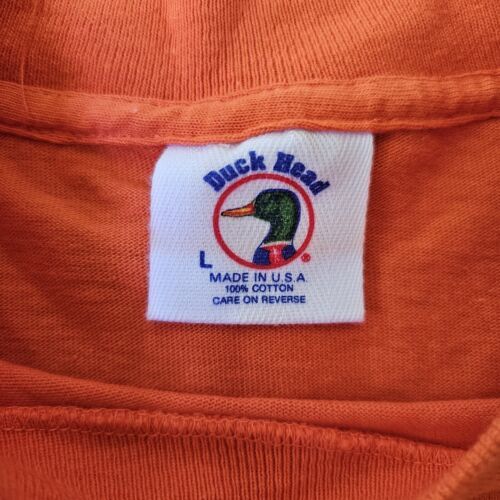 Duck Head
L ®
MADE IN U.S.A.
100% COTTON
CARE ON REVERSE